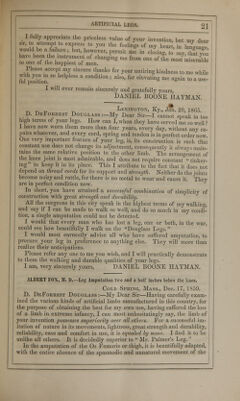 ARTIFICIAL LEGS. 21
I fully appreciate the priceless value of your invention, but my dear
sir, to attempt to express to you the feelings of my heart, in language,
would be a failure; but, however, permit me in closing, to say, that you
have been the instrument of changing me from one of the most miserable
to one of the happiest of men.
Please accept my sincere thanks for your untiring kindness to me while
with you in so helpless a condition; also, for elevating me again to a use-
ful position.
I will ever remain sincerely and gratefully yours,
DANIEL BOONE HAYMAN.
LEXINGTON, KY., Jan. 1865.
D. DEFORREST DOUGLASS:—My Dear Sir—I cannot speak in too
high terms of your legs. How can I, when they have served me so well?
I have now worn them more than four years, every day, without any re-
pairs whatever, and every cord, spring and tendon is in perfect order now.
One very important feature of your leg, is its construction is such that
constant use does not change its adjustment, consequently it always main-
tains the same relative position to the other limb. The arrangement of
the knee joint is most admirable, and does not require constant "tinker-
ing" to keep it in its place. This I attribute to the fact that it does not
depend on thread cords for its support and strength. Neither do the joints
become noisy and rattle, for there is no metal to wear and cause it. They
are in perfect condition now.
In short, you have attained a successful combination of simplicity of
construction with great strength and durability.
All the surgeons in this city speak in the highest terms of my walking,
and say if I can be made to walk so well, and do so much in my condi-
tion, a single amputation could not be detected.
I would that every man who has lost a leg, one or both, in the war,
could see how beautifully I walk on the "Douglass Legs."
I would most earnestly advise all who have suffered amputation, to
procure your leg in preference to anything else. They will more than
realize their anticipations.
Please refer any one to me you wish, and I will practically demonstrate
to them the walking and durable qualities of your legs.
I am, very sincerely yours, DANIEL BOONE HAYMAN.
ALBERT FOX, M. D.—Leg Amputation two and a half inches below the knee.
COLD SPRING, MASS., Dec. 17, 1859.
D. DEFORREST DOUGLASS:—My Dear Sir—Having carefully exam-
ined the various kinds of artificial limbs manufactured in this country, for
the purpose of obtaining the best for my own use, having suffered the loss
of a limb in extreme infancy, I can most unhesitatingly say, the limb of
your invention possesses superiority over all others. For a successful im-
itation of nature in its movements, lightness, great strength and durability,
reliability, ease and comfort in use, it is equaled by none. I find it to be
unlike all others. It is decidedly superior to "Mr. Palmer's Leg."
In the amputation of the Os Femoris or thigh, it is beautifully adapted,
with the entire absence of the spasmodic and unnatural movement of the